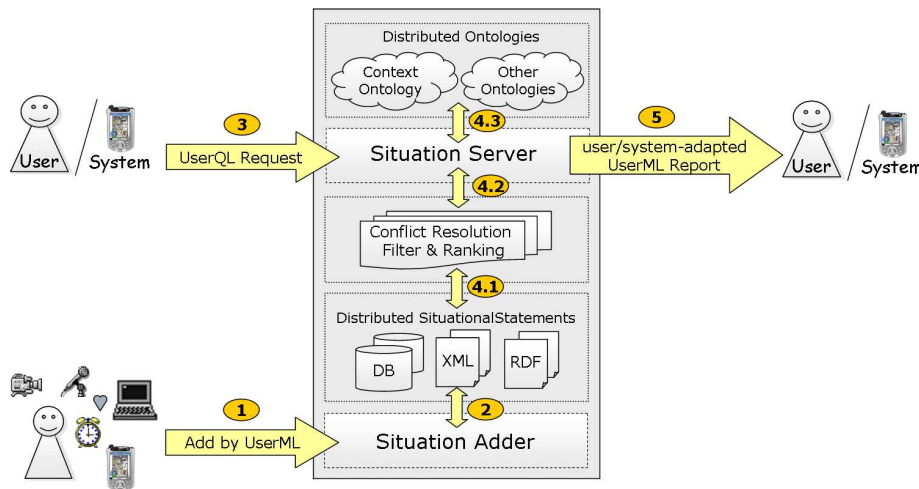 Distributed Ontologies
Context
Ontology
Other
Ontologies
4.3
3
User
System
UserQL Request
Situation Server
5
user/system-adapted
UserML Report
User
System
4.2
Conflict Resolution
Filter & Ranking
4.1
Distributed SituationalStatements
DB
XML
RDF
2
1
Add by UserML
Situation Adder